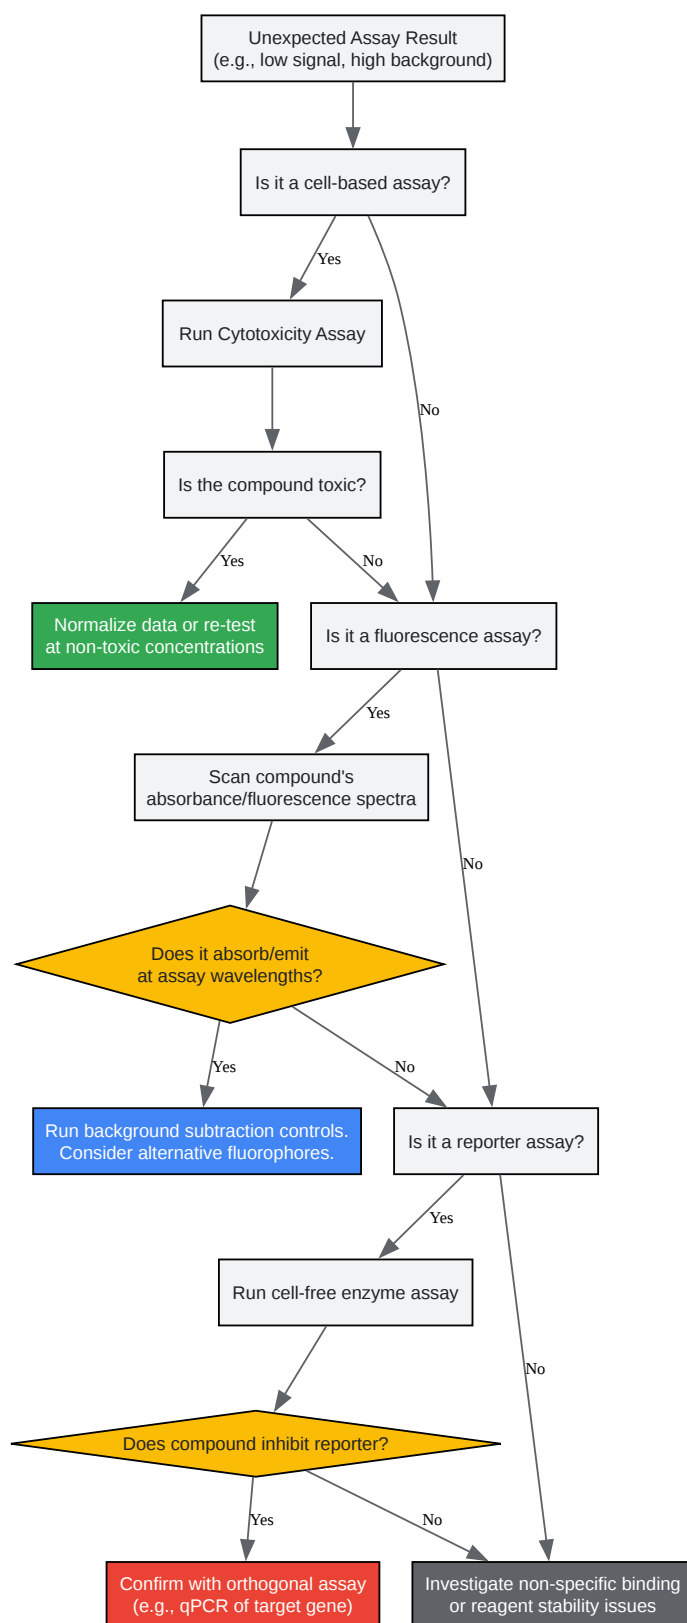 Unexpected Assay Result
(e.g., low signal, high background)
Is it a cell-based assay?
Yes
Run Cytotoxicity Assay
No
Is the compound toxic?
Yes
No
Normalize data or re-test
at non-toxic concentrations
Is it a fluorescence assay?
Yes
Scan compound's
absorbance/fluorescence spectra
No
Does it absorb/emit
at assay wavelengths?
Yes
No
Run background subtraction controls.
Consider alternative fluorophores.
Is it a reporter assay?
Yes
Run cell-free enzyme assay
No
Does compound inhibit reporter?
Yes
No
Confirm with orthogonal assay
(e.g., qPCR of target gene)
Investigate non-specific binding
or reagent stability issues